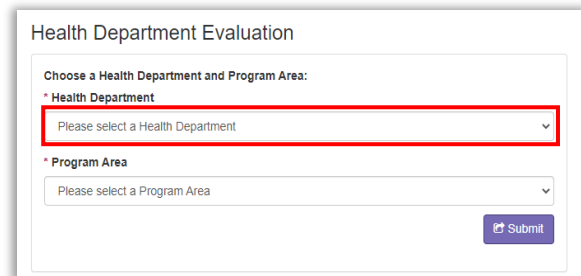 Health Department Evaluation
Choose a Health Department and Program Area:
* Health Department
Please select a Health Department
* Program Area
Please select a Program Area
Submit